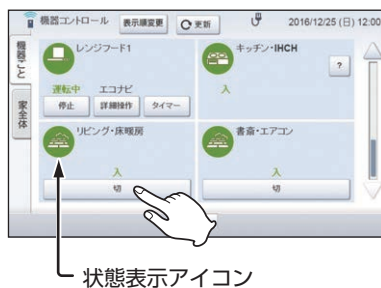 機器コントロール 表示順変更 更新 2016/12/25 (日) 12:00
機器ごと
家全体
レンジフード1
運転中 エコナビ
停止 詳細操作 タイマー
キッチン・IHCH
?
入
リビング・床暖房
入
切
書斎・エアコン
入
切
状態表示アイコン